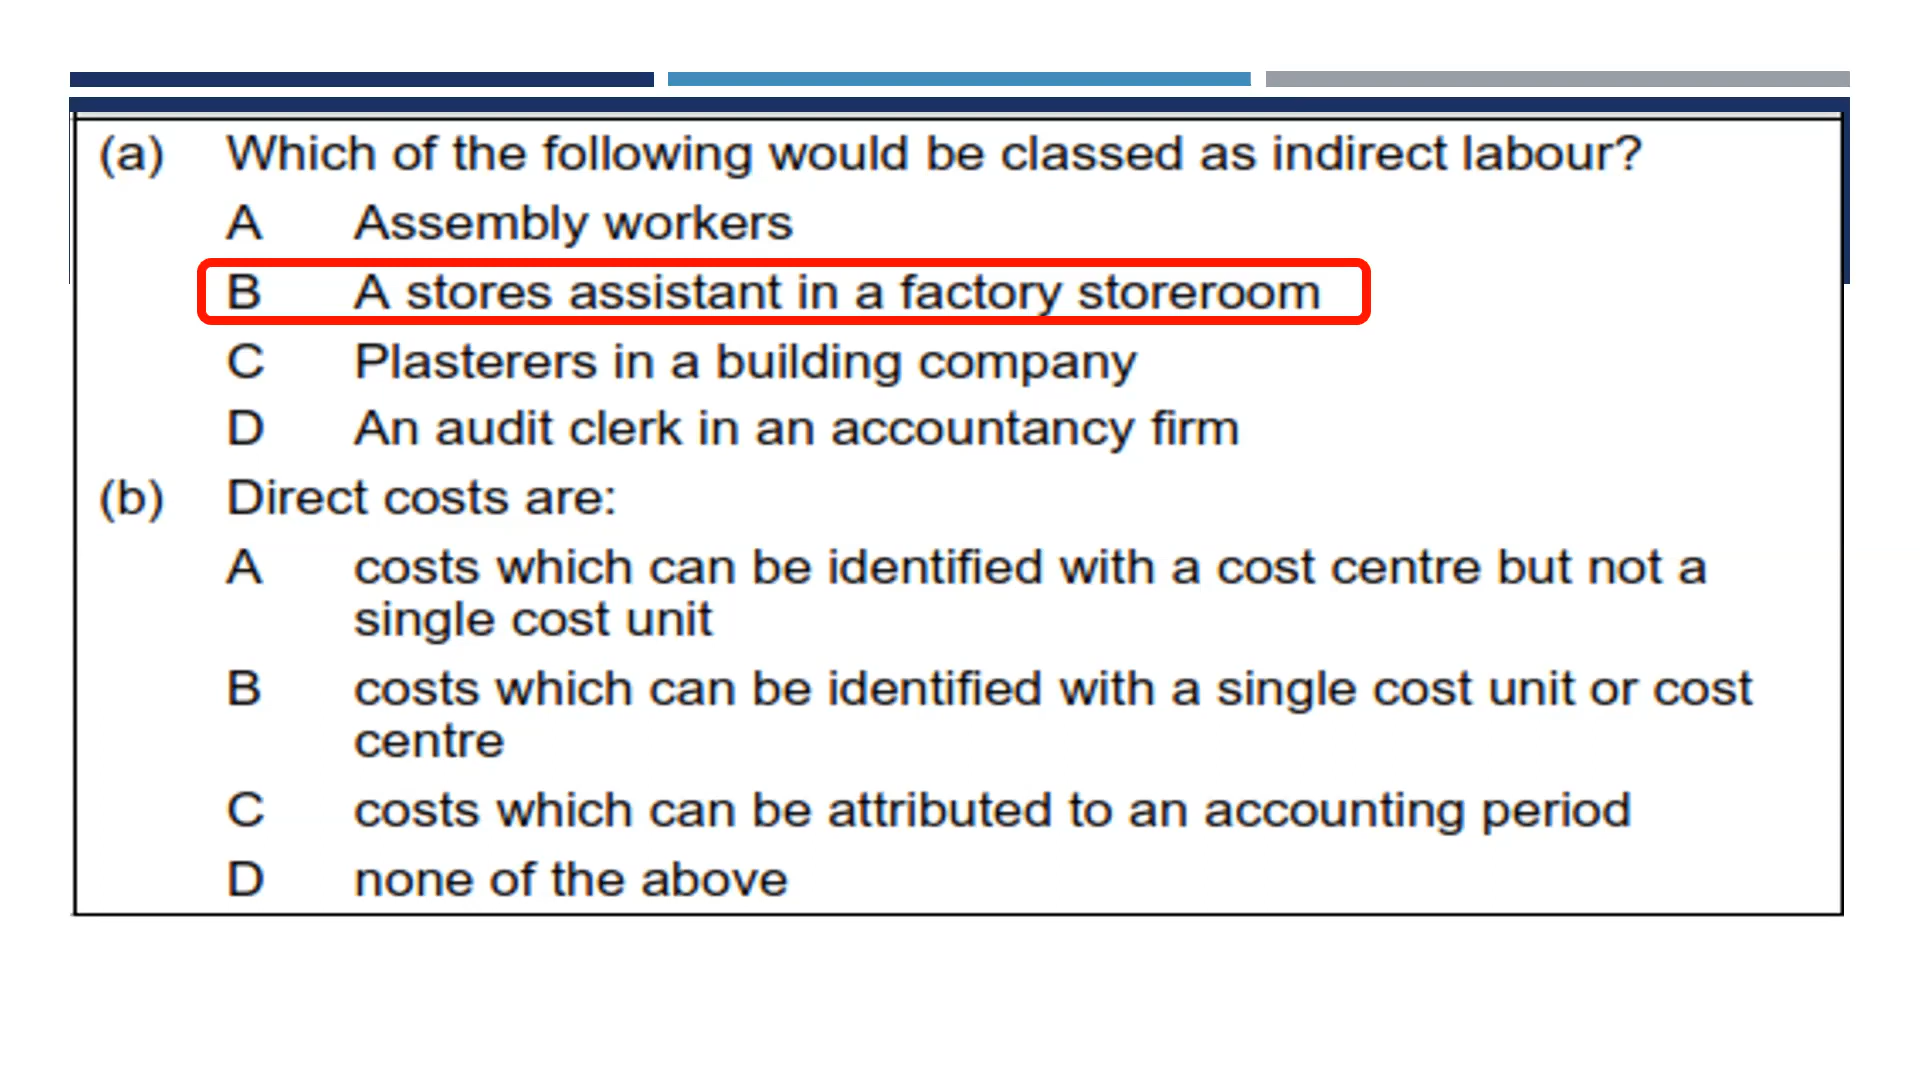 (a) Which of the following would be classed as indirect labour?
A Assembly workers
B A stores assistant in a factory storeroom
C Plasterers in a building company
D An audit clerk in an accountancy firm
(b) Direct costs are:
A costs which can be identified with a cost centre but not a
single cost unit
B costs which can be identified with a single cost unit or cost
centre
C costs which can be attributed to an accounting period
D none of the above